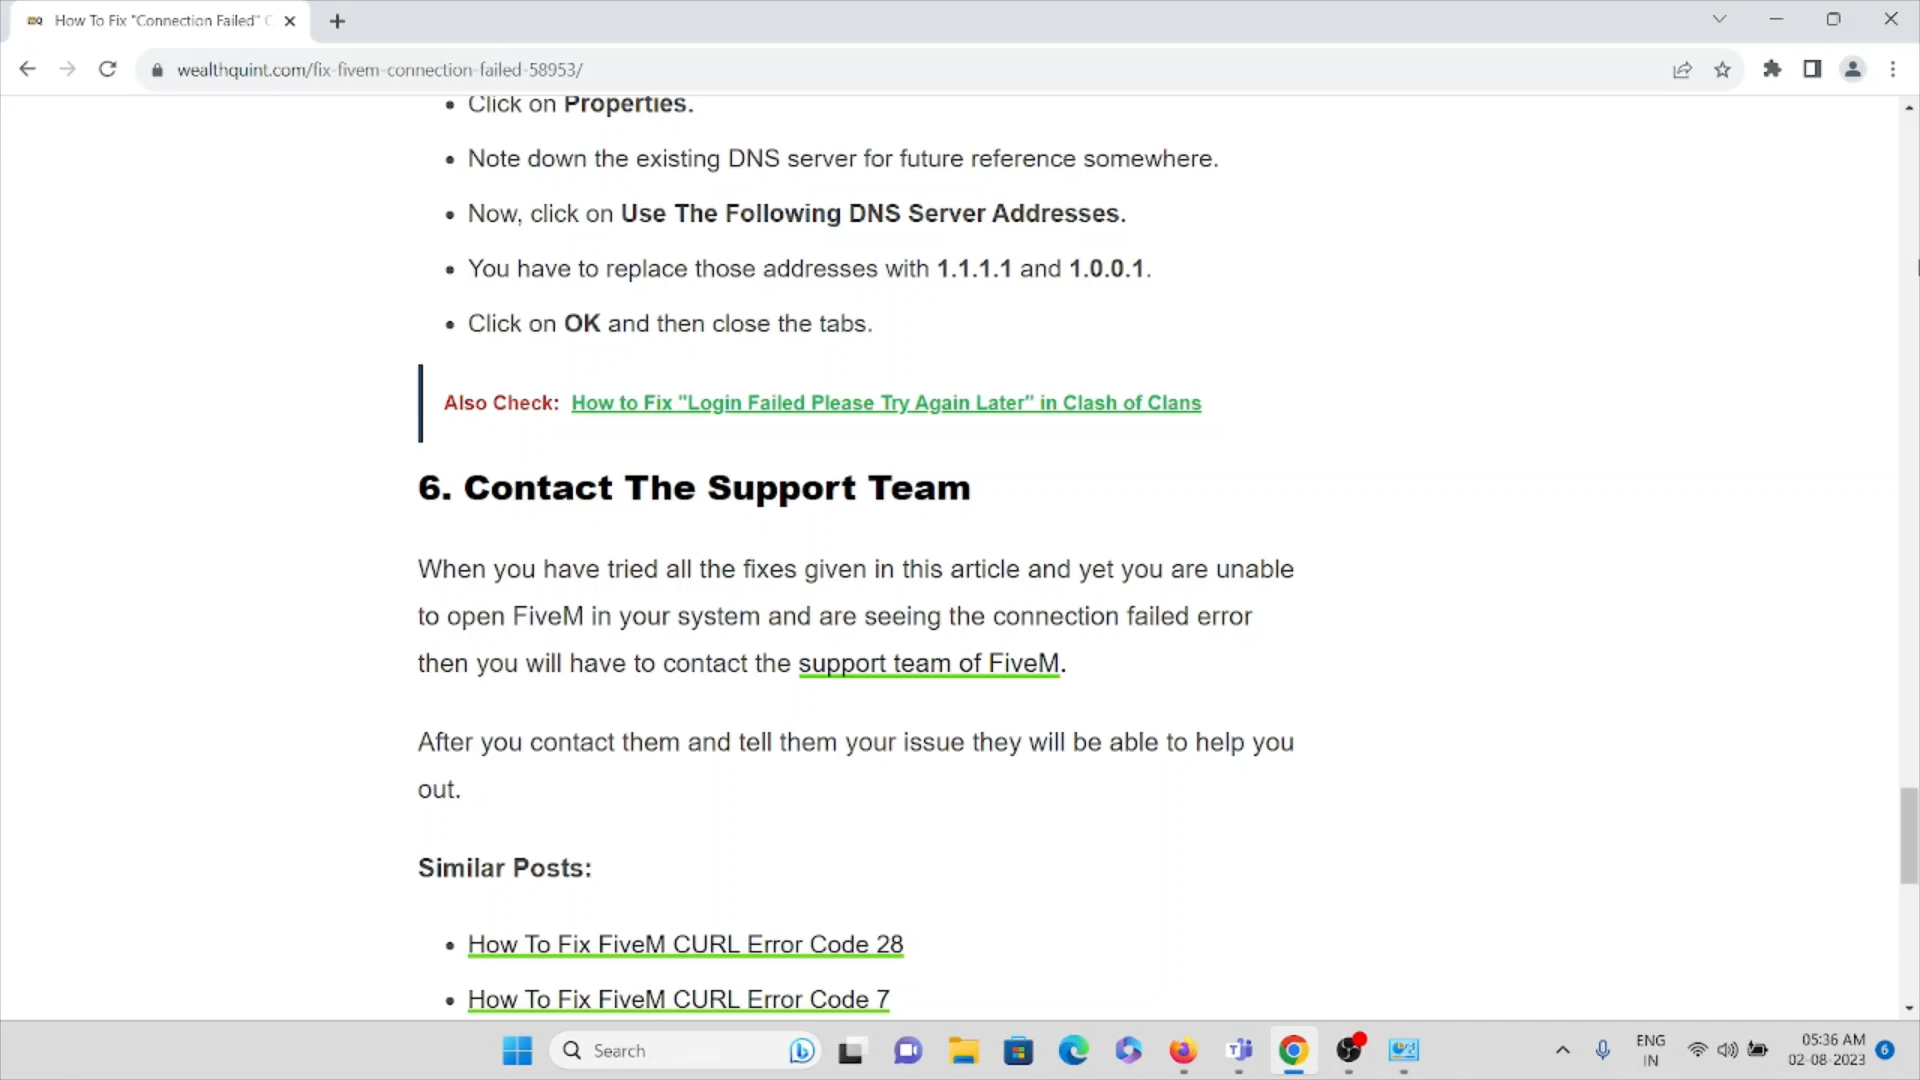 How To Fix "Connection Failed"
wealthquint.com/fix-fivem-connection-failed-58953/
• Click on Properties.
• Note down the existing DNS server for future reference somewhere.
• Now, click on Use The Following DNS Server Addresses.
• You have to replace those addresses with 1.1.1.1 and 1.0.0.1.
• Click on OK and then close the tabs.
Also Check: How to Fix "Login Failed Please Try Again Later" in Clash of Clans
6. Contact The Support Team
When you have tried all the fixes given in this article and yet you are unable
to open FiveM in your system and are seeing the connection failed error
then you will have to contact the support team of FiveM.
After you contact them and tell them your issue they will be able to help you
out.
Similar Posts:
• How To Fix FiveM CURL Error Code 28
• How To Fix FiveM CURL Error Code 7
Search
ENG
IN
05:36 AM
02-08-2023
6